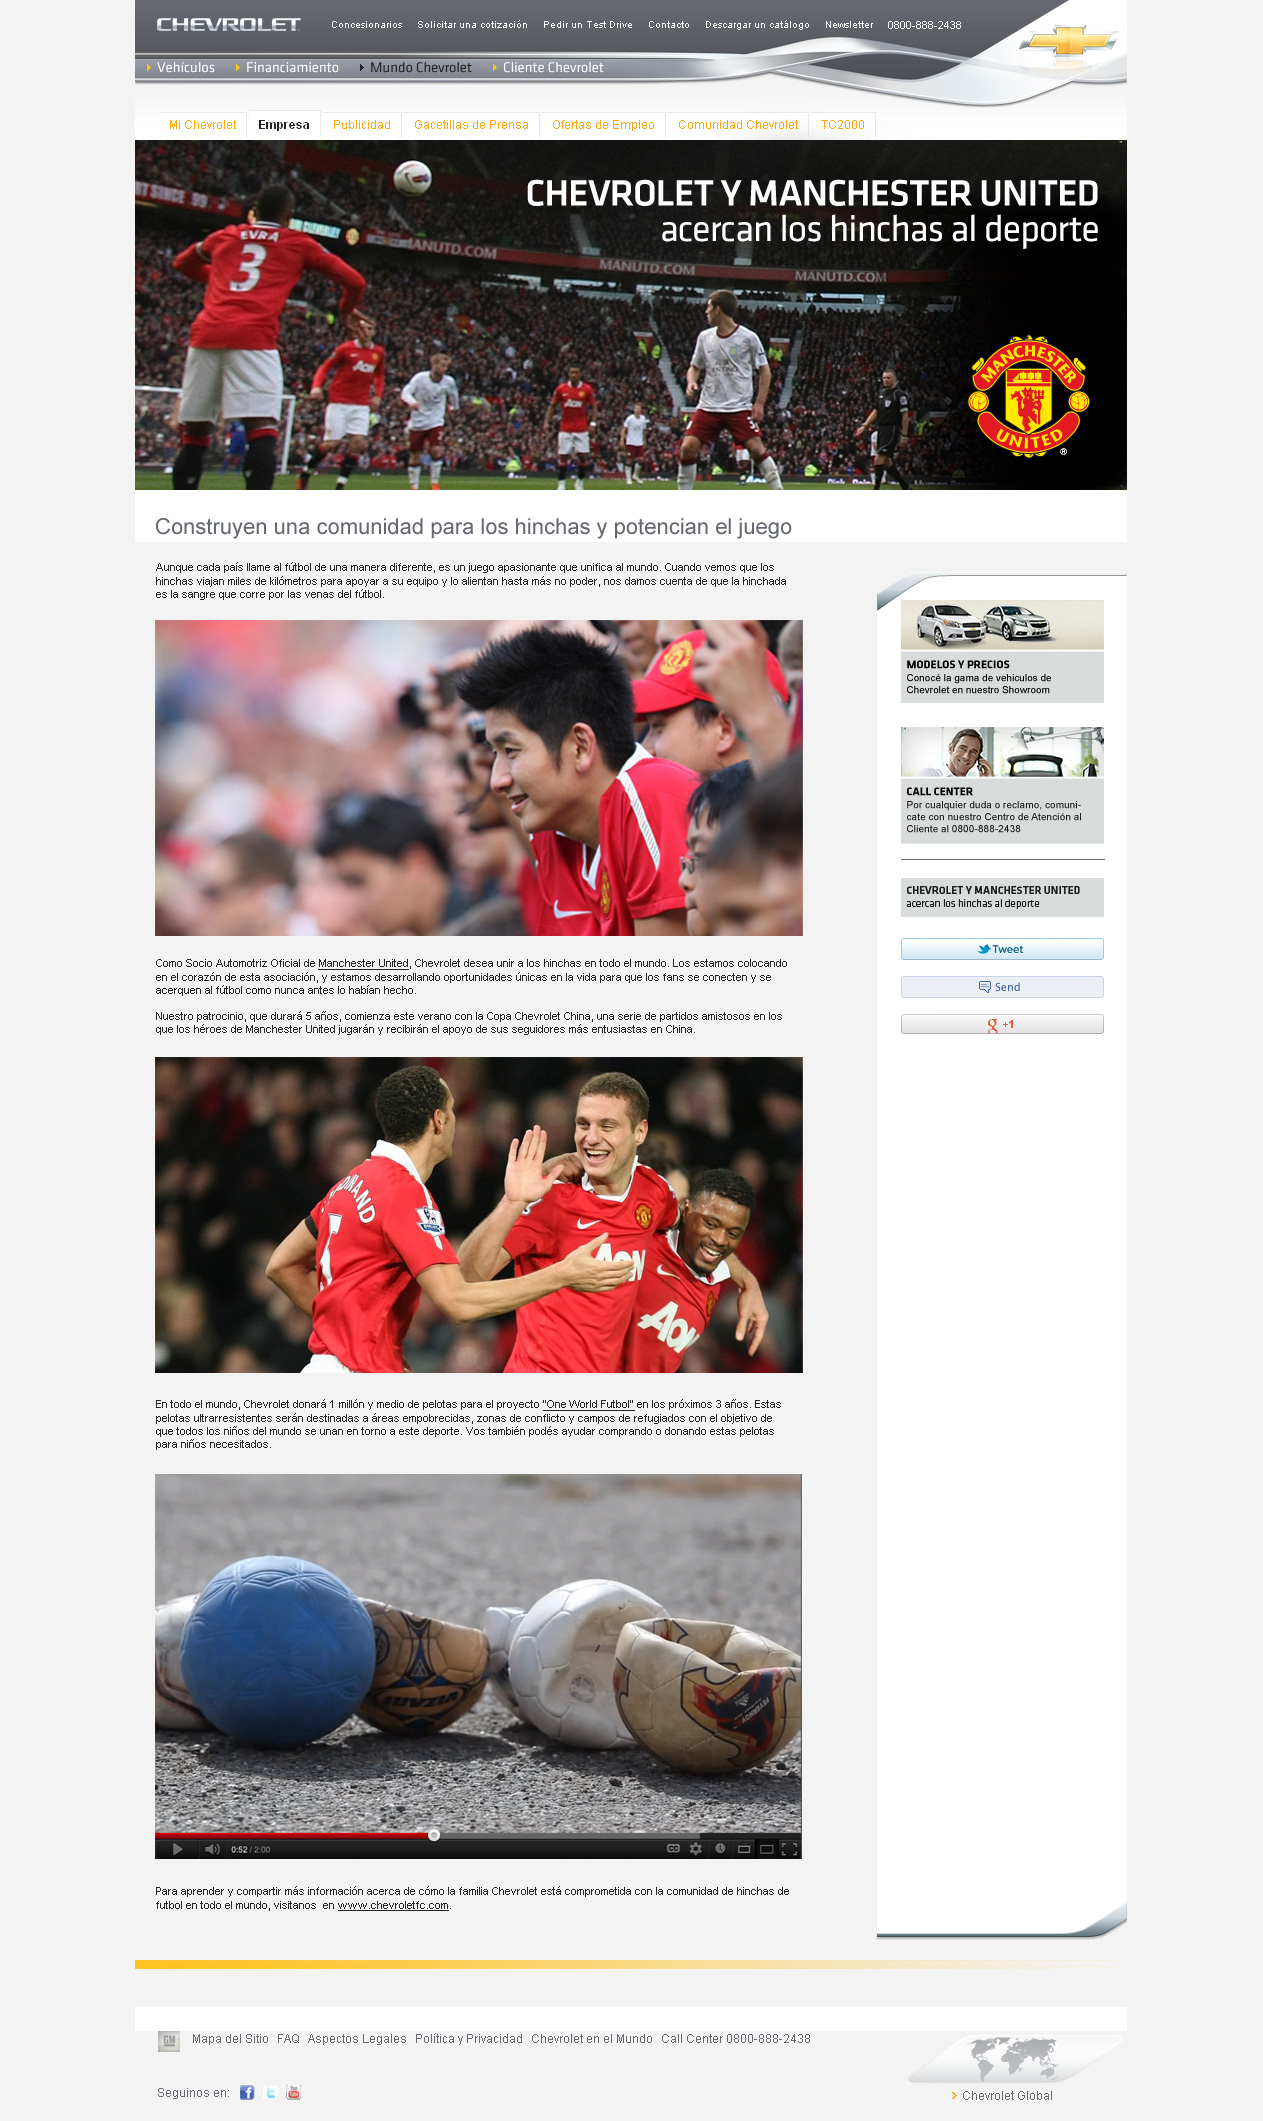 CHEVROLET
Concesionarios Solicitar una cotización Pedir un Test Drive Contacto Descargar un catálogo Newsletter 0800-888-2438
Vehículos Financiamiento Mundo Chevrolet Cliente Chevrolet
Mi Chevrolet Empresa Publicidad Gacetillas de Prensa Ofertas de Empleo Comunidad Chevrolet TC2000
CHEVROLET Y MANCHESTER UNITED
acercan los hinchas al deporte
EVRA
3
MANUTD.COM
MANUTD.COM
MANUTD.COM
AON
MANCHESTER
UNITED
®
Construyen una comunidad para los hinchas y potencian el juego
Aunque cada país llame al fútbol de una manera diferente, es un juego apasionante que unifica al mundo. Cuando vemos que los
hinchas viajan miles de kilómetros para apoyar a su equipo y lo alientan hasta más no poder, nos damos cuenta de que la hinchada
es la sangre que corre por las venas del fútbol.
MODELOS Y PRECIOS
Conocé la gama de vehiculos de
Chevrolet en nuestro Showroom
CALL CENTER
Por cualquier duda o reclamo, comuni-
cate con nuestro Centro de Atención al
Cliente al 0800-888-2438
CHEVROLET Y MANCHESTER UNITED
acercan los hinchas al deporte
Tweet
Send
g +1
Como Socio Automotriz Oficial de Manchester United, Chevrolet desea unir a los hinchas en todo el mundo. Los estamos colocando
en el corazón de esta asociación, y estamos desarrollando oportunidades únicas en la vida para que los fans se conecten y se
acerquen al fútbol como nunca antes lo habían hecho.
Nuestro patrocinio, que durará 5 años, comienza este verano con la Copa Chevrolet China, una serie de partidos amistosos en los
que los héroes de Manchester United jugarán y recibirán el apoyo de sus seguidores más entusiastas en China.
AON
AON
En todo el mundo, Chevrolet donará 1 millón y medio de pelotas para el proyecto "One World Futbol" en los próximos 3 años. Estas
pelotas ultrarresistentes serán destinadas a áreas empobrecidas, zonas de conflicto y campos de refugiados con el objetivo de
que todos los niños del mundo se unan en torno a este deporte. Vos también podés ayudar comprando o donando estas pelotas
para niños necesitados.
0:52 / 2:00
CC
Para aprender y compartir más información acerca de cómo la familia Chevrolet está comprometida con la comunidad de hinchas de
futbol en todo el mundo, visitanos en www.chevroletfc.com.
GM
Mapa del Sitio FAQ Aspectos Legales Política y Privacidad Chevrolet en el Mundo Call Center 0800-888-2438
Seguinos en:
Chevrolet Global